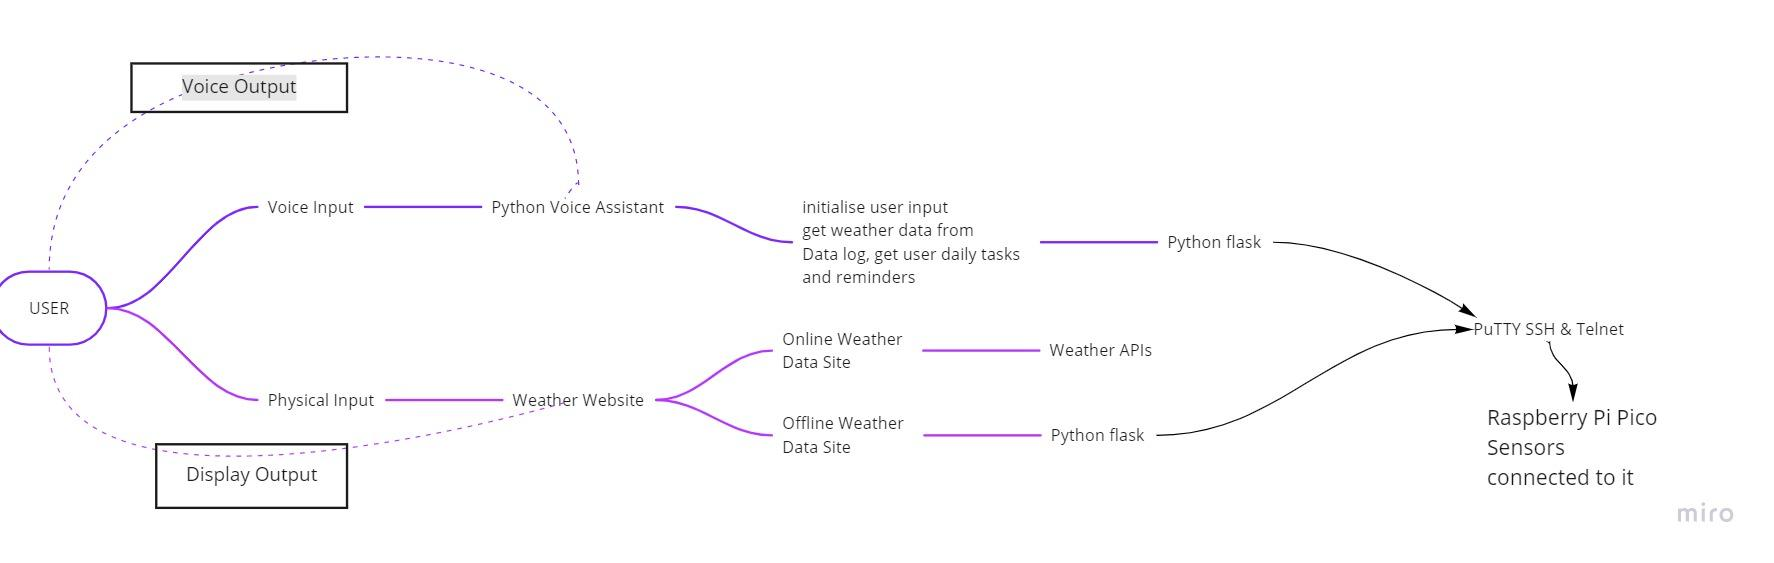 Voice Output
Voice Input
Python Voice Assistant
initialise user input
get weather data from
Data log, get user daily tasks
and reminders
Python flask
USER
PuTTY SSH & Telnet
Online Weather
Data Site
Weather APIs
Physical Input
Weather Website
Offline Weather
Data Site
Python flask
Raspberry Pi Pico
Sensors
connected to it
Display Output
miro